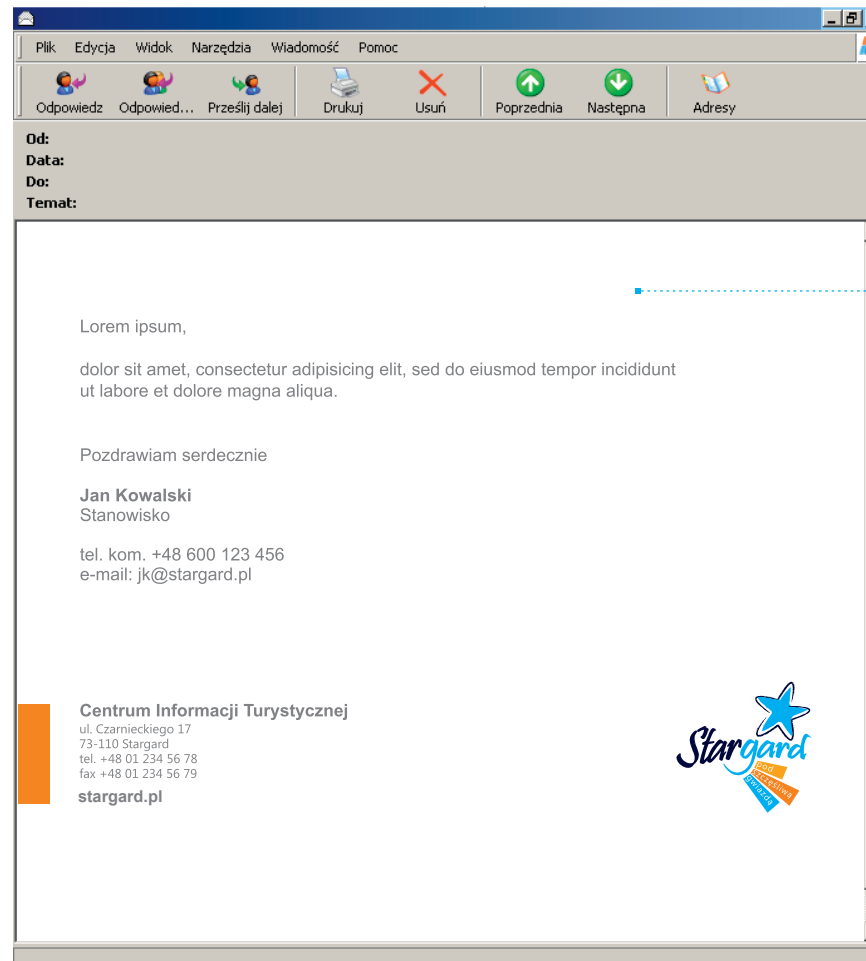 Plik Edycja Widok Narzędzia Wiadomość Pomoc
Odpowiedz Odpowied... Prześlij dalej Drukuj Usuń Poprzednia Następna Adresy
Od:
Data:
Do:
Temat:
Lorem ipsum,
dolor sit amet, consectetur adipisicing elit, sed do eiusmod tempor incididunt
ut labore et dolore magna aliqua.
Pozdrawiam serdecznie
Jan Kowalski
Stanowisko
tel. kom. +48 600 123 456
e-mail: jk@stargard.pl
Centrum Informacji Turystycznej
ul. Czarnieckiego 17
73-110 Stargard
tel. +48 01 234 56 78
fax +48 01 234 56 79
stargard.pl
Stargard
pod
szczęśliwą
gwiazdą